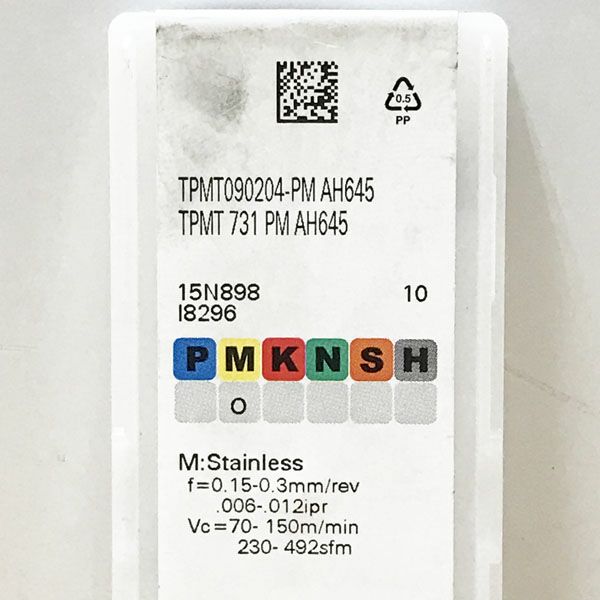 0.5
PP
TPMT090204-PM AH645
TPMT 731 PM AH645
15N898 10
I8296
P M K N S H
O
M:Stainless
f=0.15-0.3mm/rev
.006-.012ipr
Vc=70- 150m/min
230- 492sfm